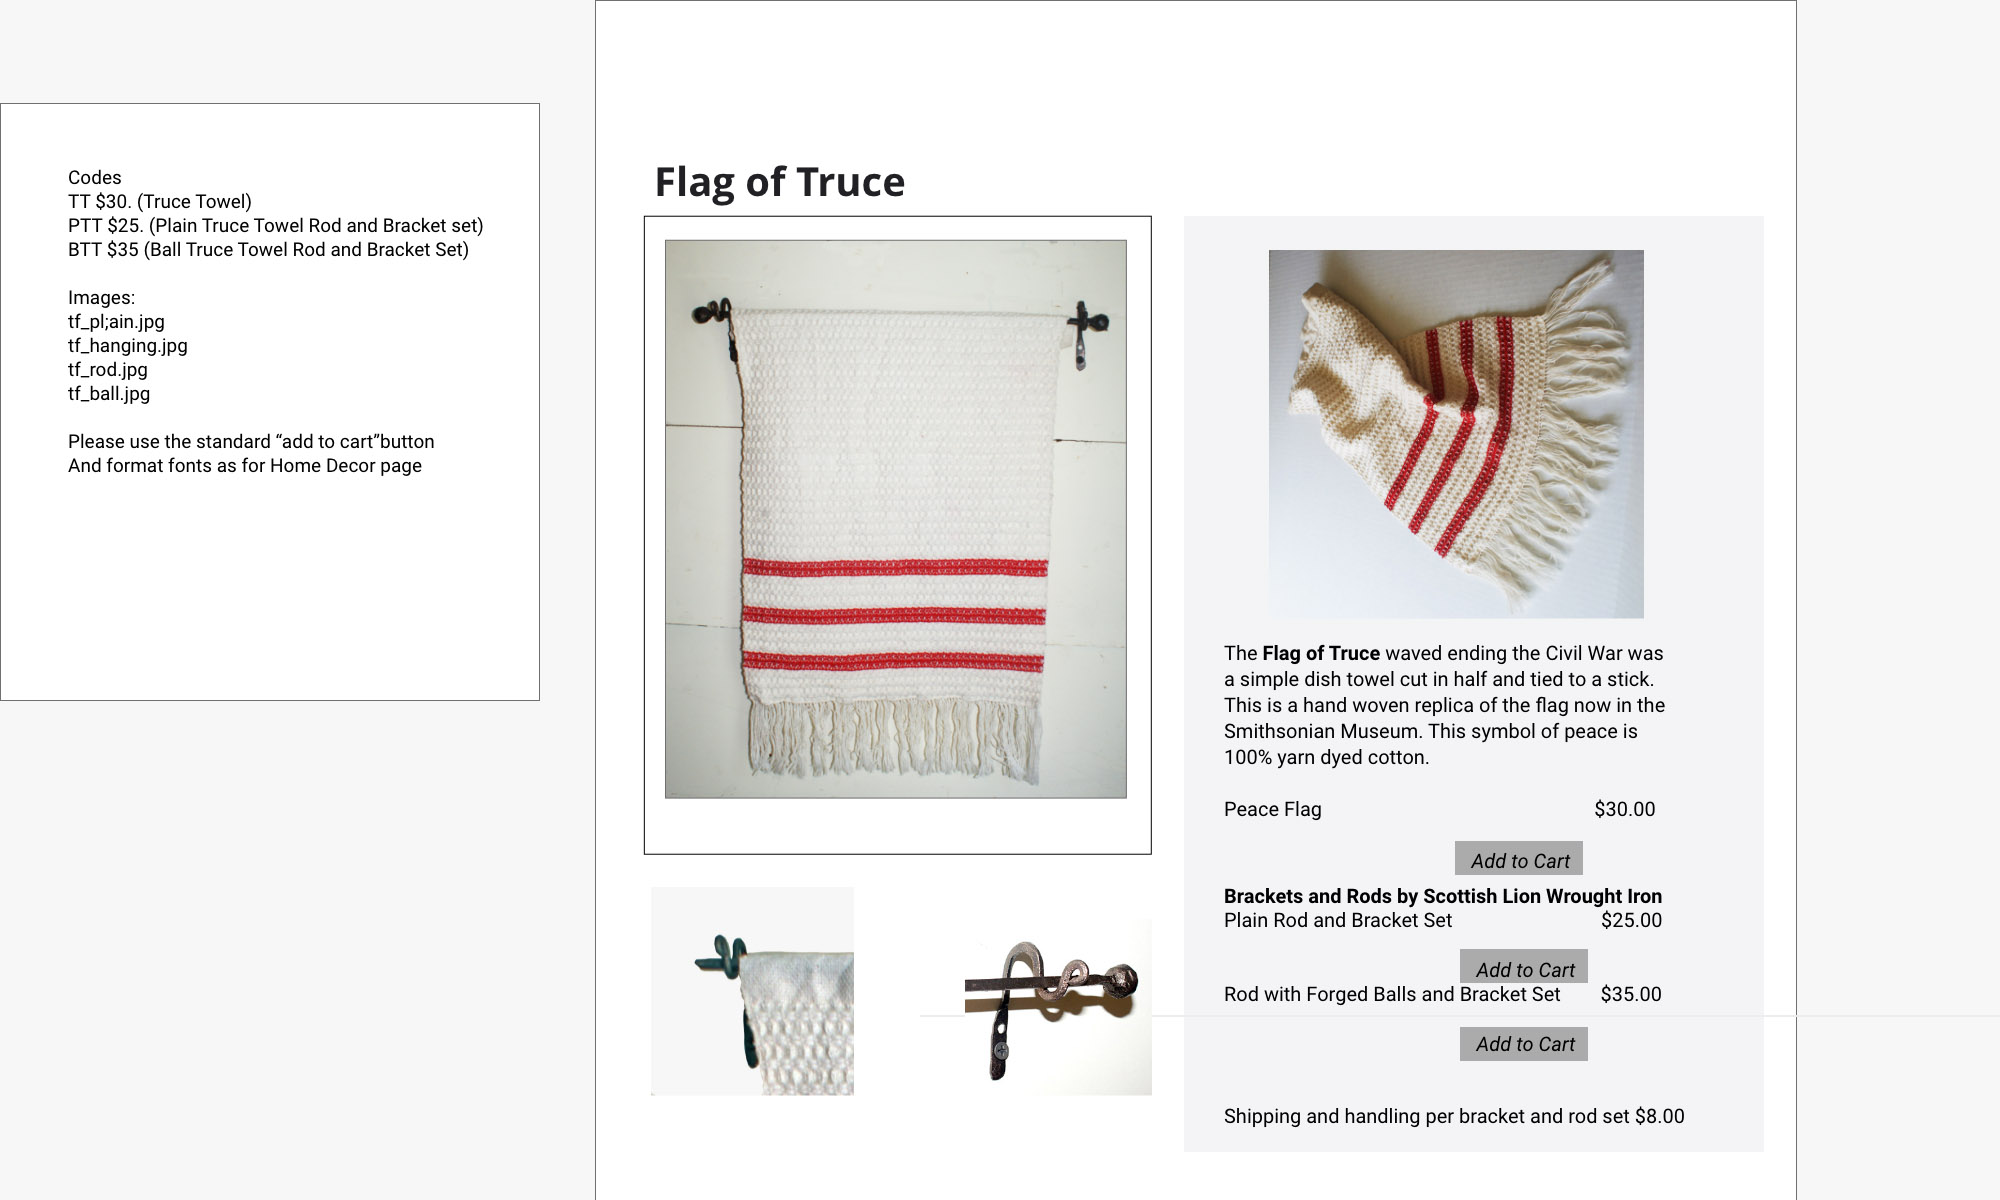 Codes
TT $30. (Truce Towel)
PTT $25. (Plain Truce Towel Rod and Bracket set)
BTT $35 (Ball Truce Towel Rod and Bracket Set)
Images:
tf_pl;ain.jpg
tf_hanging.jpg
tf_rod.jpg
tf_ball.jpg
Please use the standard “add to cart”button
And format fonts as for Home Decor page
Flag of Truce
The Flag of Truce waved ending the Civil War was
a simple dish towel cut in half and tied to a stick.
This is a hand woven replica of the flag now in the
Smithsonian Museum. This symbol of peace is
100% yarn dyed cotton.
Peace Flag $30.00
Add to Cart
Brackets and Rods by Scottish Lion Wrought Iron
Plain Rod and Bracket Set $25.00
Add to Cart
Rod with Forged Balls and Bracket Set $35.00
Add to Cart
Shipping and handling per bracket and rod set $8.00